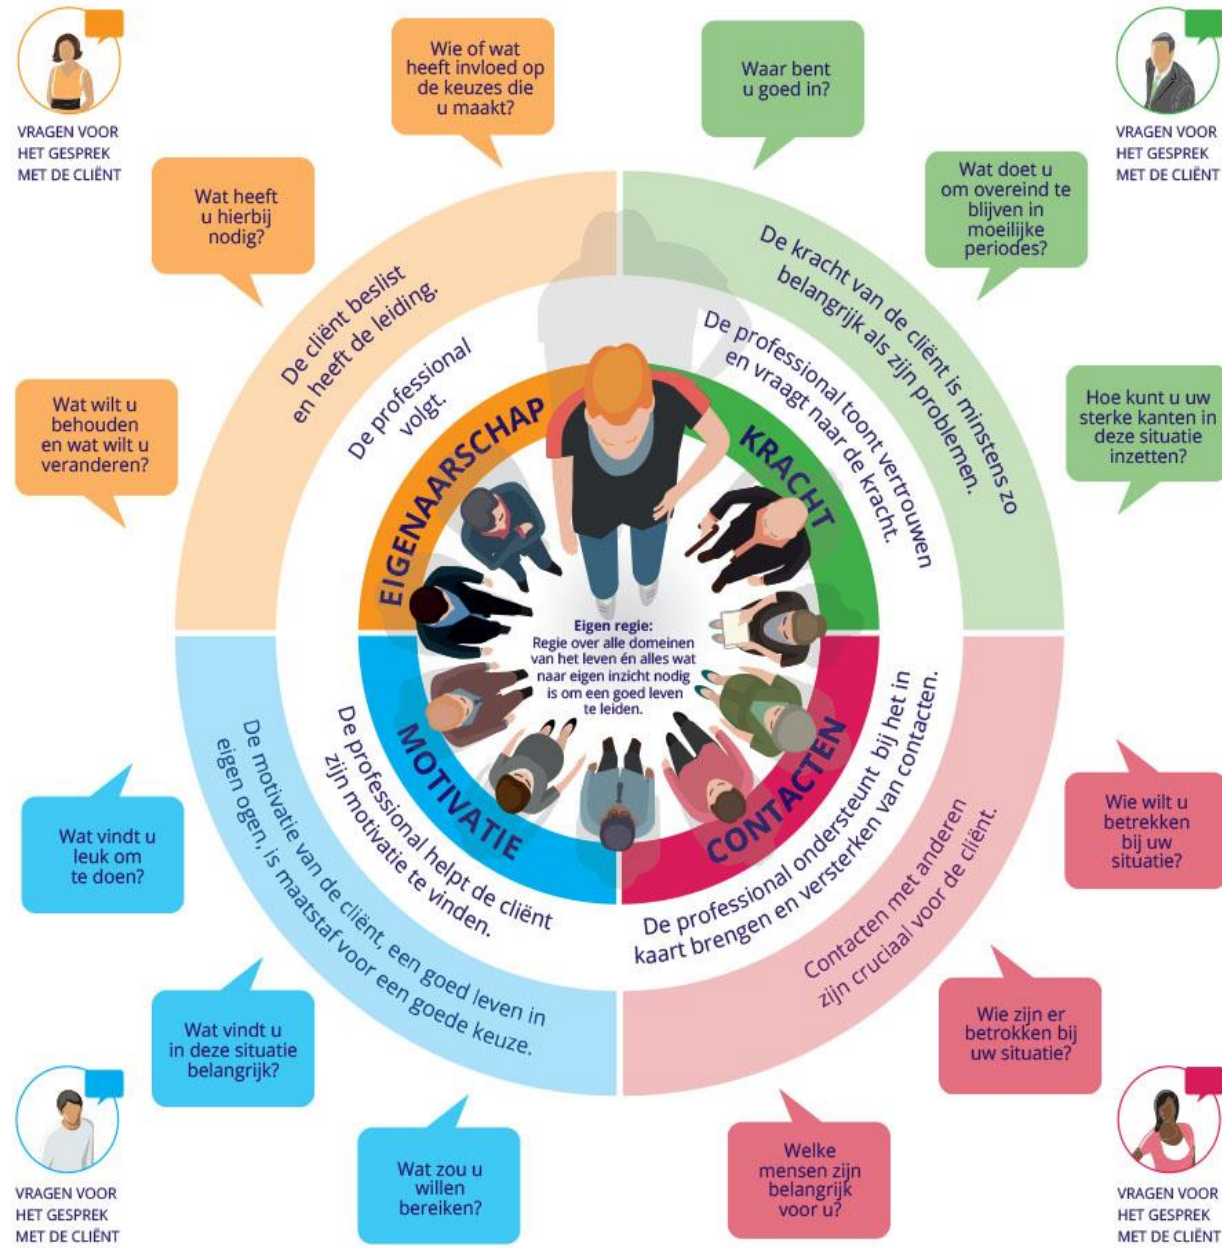 VRAGEN VOOR
HET GESPREK
MET DE CLIËNT
Wie of wat
heeft invloed op
de keuzes die
u maakt?
Wat heeft
u hierbij
nodig?
Wat wilt u
behouden
en wat wilt u
veranderen?
De cliënt beslist
en heeft de leiding.
De professional
volgt.
EIGENAARSCHAP
VRAGEN VOOR
HET GESPREK
MET DE CLIËNT
Waar bent
u goed in?
Wat doet u
om overeind te
blijven in
moeilijke
periodes?
Hoe kunt u uw
sterke kanten in
deze situatie
inzetten?
De kracht van de cliënt is minstens zo
belangrijk als zijn problemen.
De professional toont vertrouwen
en vraagt naar de kracht.
KRACHT
Eigen regie:
Regie over alle domeinen
van het leven én alles wat
naar eigen inzicht nodig
is om een goed leven
te leiden.
MOTIVATIE
De professional helpt de cliënt
zijn motivatie te vinden.
De motivatie van de cliënt, een goed leven in
eigen ogen, is maatstaf voor een goede keuze.
Wat vindt u
leuk om
te doen?
Wat vindt u
in deze situatie
belangrijk?
Wat zou u
willen
bereiken?
VRAGEN VOOR
HET GESPREK
MET DE CLIËNT
CONTACTEN
De professional ondersteunt bij het in
kaart brengen en versterken van contacten.
Contacten met anderen
zijn cruciaal voor de cliënt.
Wie wilt u
betrekken
bij uw
situatie?
Wie zijn er
betrokken bij
uw situatie?
Welke
mensen zijn
belangrijk
voor u?
VRAGEN VOOR
HET GESPREK
MET DE CLIËNT